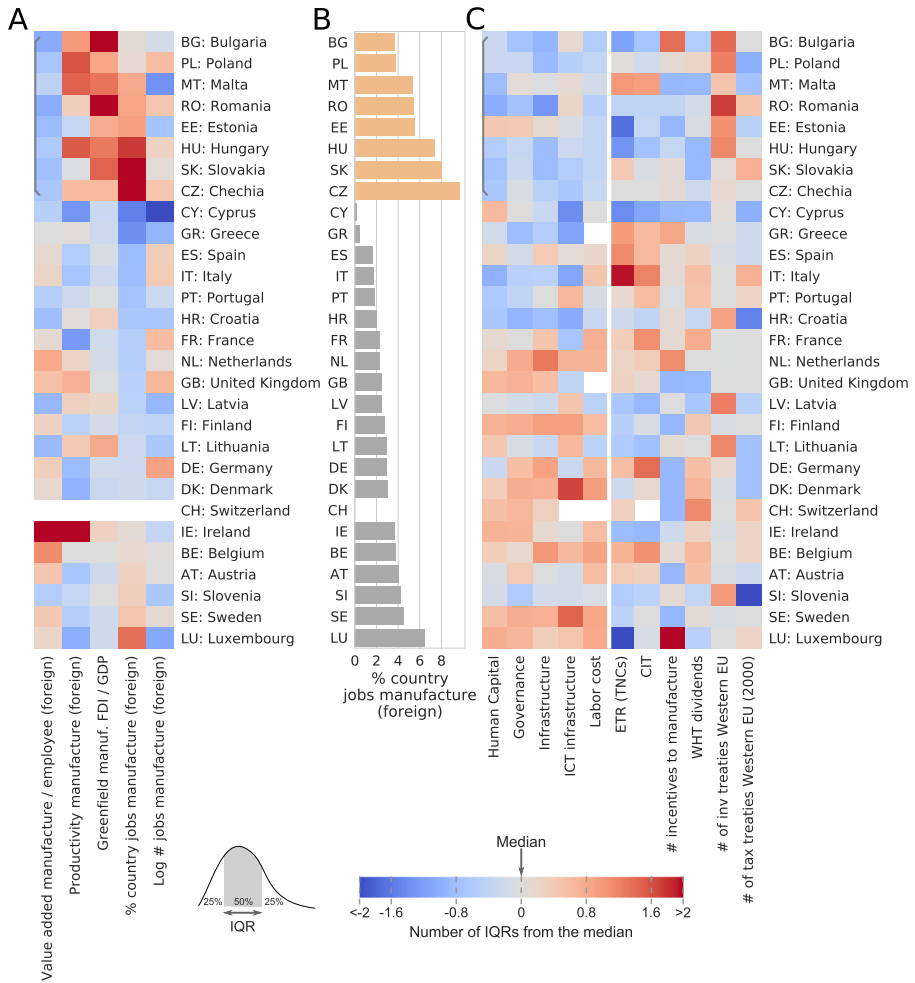 A
B
C
BG: Bulgaria
PL: Poland
MT: Malta
RO: Romania
EE: Estonia
HU: Hungary
SK: Slovakia
CZ: Chechia
CY: Cyprus
GR: Greece
ES: Spain
IT: Italy
PT: Portugal
HR: Croatia
FR: France
NL: Netherlands
GB: United Kingdom
LV: Latvia
FI: Finland
LT: Lithuania
DE: Germany
DK: Denmark
CH: Switzerland
IE: Ireland
BE: Belgium
AT: Austria
SI: Slovenia
SE: Sweden
LU: Luxembourg
Value added manufacture / employee (foreign)
Productivity manufacture (foreign)
Greenfield manuf. FDI / GDP
% country jobs manufacture (foreign)
Log # jobs manufacture (foreign)
BG
PL
MT
RO
EE
HU
SK
CZ
CY
GR
ES
IT
PT
HR
FR
NL
GB
LV
FI
LT
DE
DK
CH
IE
BE
AT
SI
SE
LU
0 2 4 6 8
% country
jobs manufacture
(foreign)
BG: Bulgaria
PL: Poland
MT: Malta
RO: Romania
EE: Estonia
HU: Hungary
SK: Slovakia
CZ: Chechia
CY: Cyprus
GR: Greece
ES: Spain
IT: Italy
PT: Portugal
HR: Croatia
FR: France
NL: Netherlands
GB: United Kingdom
LV: Latvia
FI: Finland
LT: Lithuania
DE: Germany
DK: Denmark
CH: Switzerland
IE: Ireland
BE: Belgium
AT: Austria
SI: Slovenia
SE: Sweden
LU: Luxembourg
Human Capital
Governance
Infrastructure
ICT infrastructure
Labor cost
ETR (TNCs)
CIT
# incentives to manufacture
WHT dividends
# of inv treaties Western EU
# of tax treaties Western EU (2000)
25% 50% 25%
IQR
Median
<-2 -1.6 -0.8 0 0.8 1.6 >2
Number of IQRs from the median